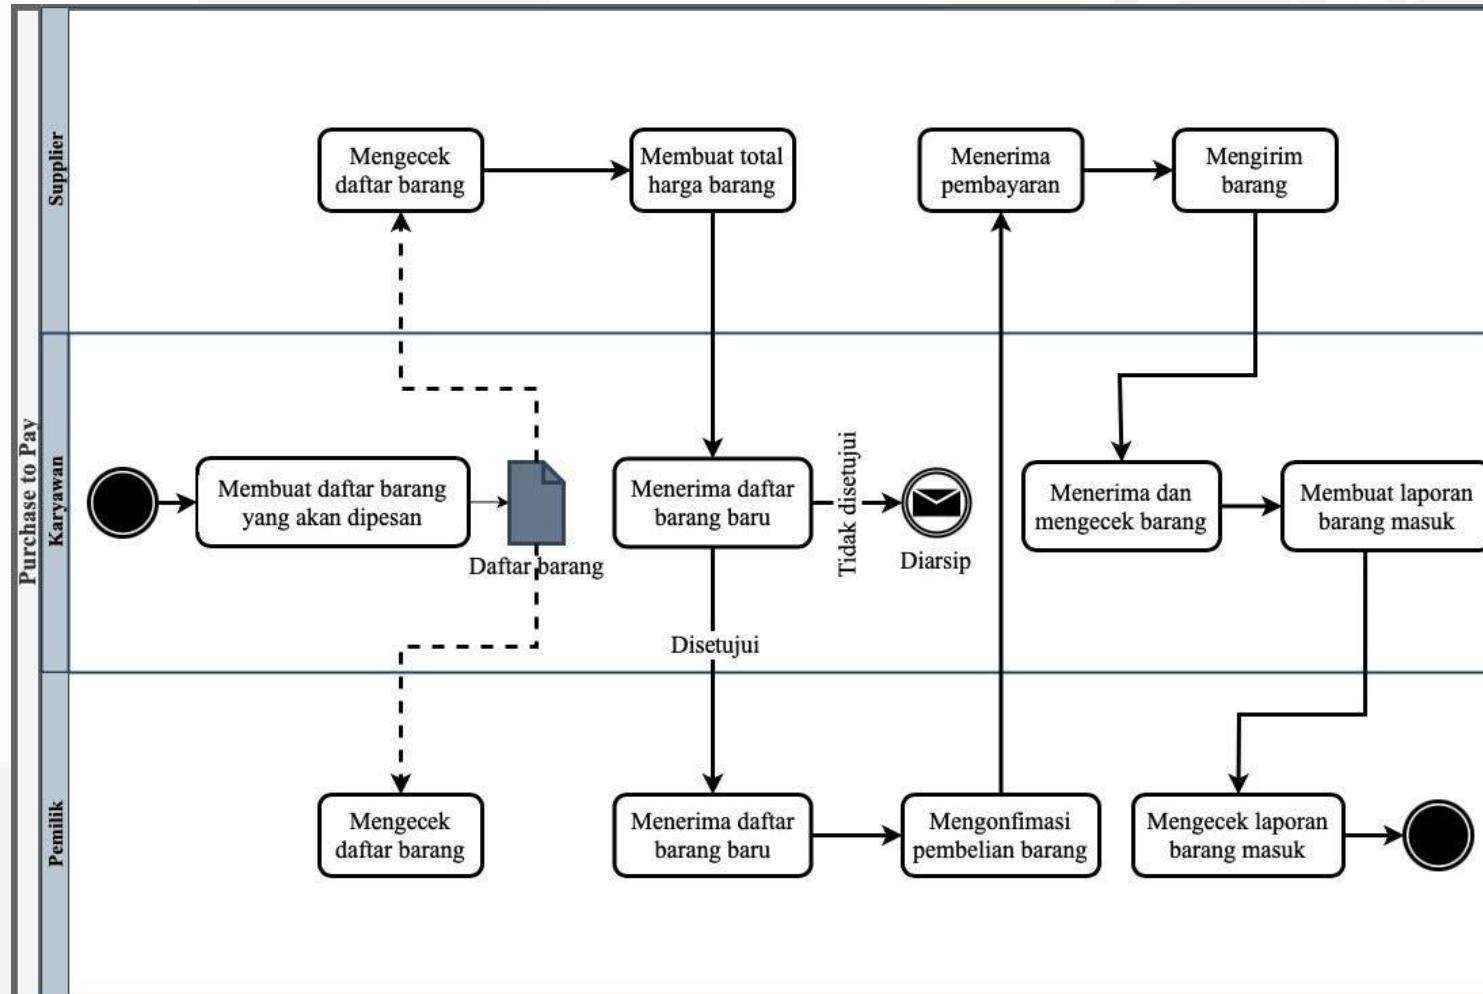 Purchase to Pay
Supplier
Mengecek
daftar barang
Membuat total
harga barang
Menerima
pembayaran
Mengirim
barang
Karyawan
Membuat daftar barang
yang akan dipesan
Daftar barang
Menerima daftar
barang baru
Tidak disetujui
Diarsip
Menerima dan
mengecek barang
Membuat laporan
barang masuk
Disetujui
Pemilik
Mengecek
daftar barang
Menerima daftar
barang baru
Mengonfimasi
pembelian barang
Mengecek laporan
barang masuk